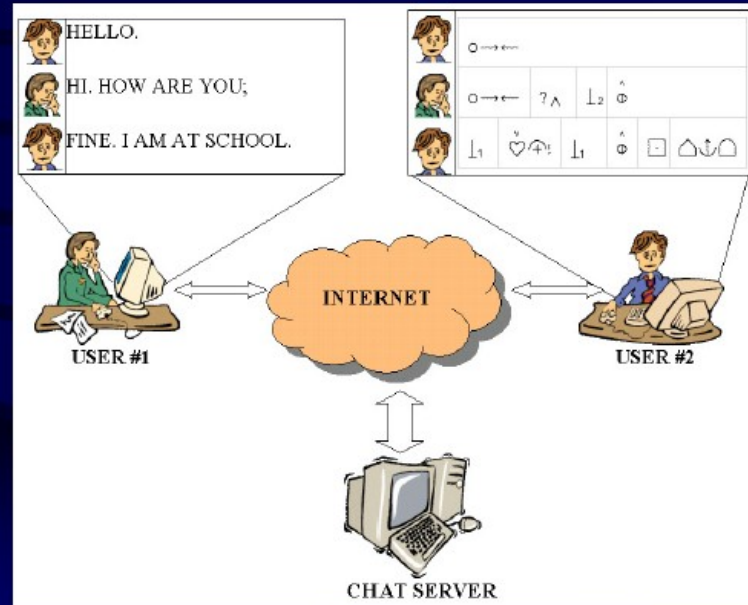 HELLO.
HI. HOW ARE YOU;
FINE. I AM AT SCHOOL.
INTERNET
USER #1
USER #2
CHAT SERVER